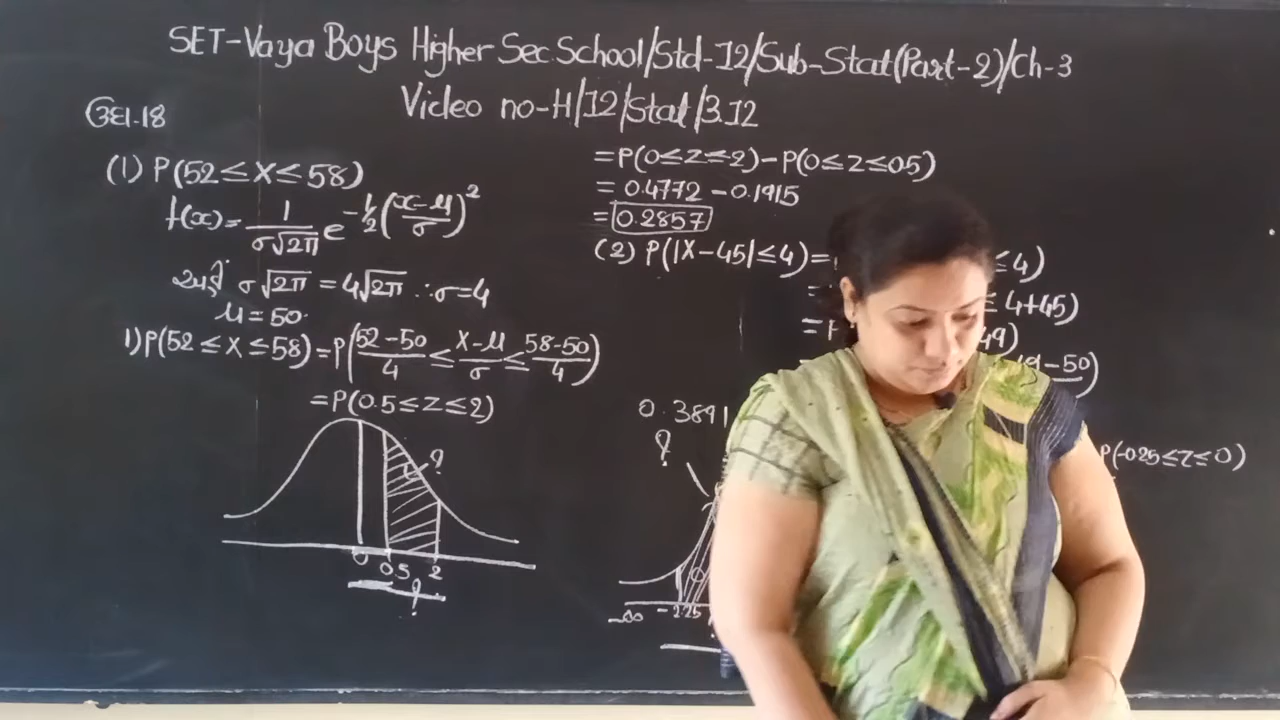 SET-Vaya Boys Higher Sec.School/Std-12/Sub-Stat(Part-2)/Ch-3
Video no-H/12/Stat/3.12
ઉદા.18
(1) P(52≤X≤58)
f(x)=1/σ√2π e^-1/2(x-μ/σ)^2
અહીં σ√2π = 4√2π ∴σ=4
μ=50.
1)P(52≤X≤58)=P(52-50/4≤X-μ/σ≤58-50/4)
=P(0.5≤Z≤2)
?
0 0.5 2
?
=P(0≤Z≤2)-P(0≤Z≤0.5)
= 0.4772-0.1915
= 0.2857
(2) P(|X-45|≤4)= ≤4)
= ≤ 4+45)
=P 49)
49-50)
0.3891
P(-0.25≤Z≤0)
?
-∞ -2.25